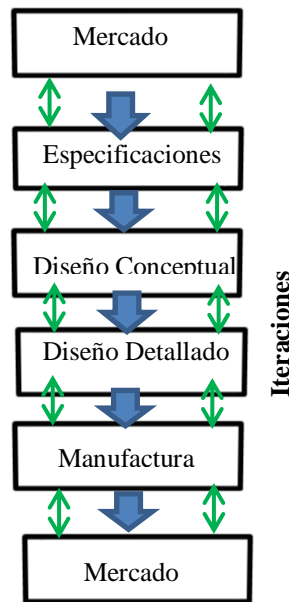 Mercado
Especificaciones
Diseño Conceptual
Diseño Detallado
Manufactura
Mercado
Iteraciones